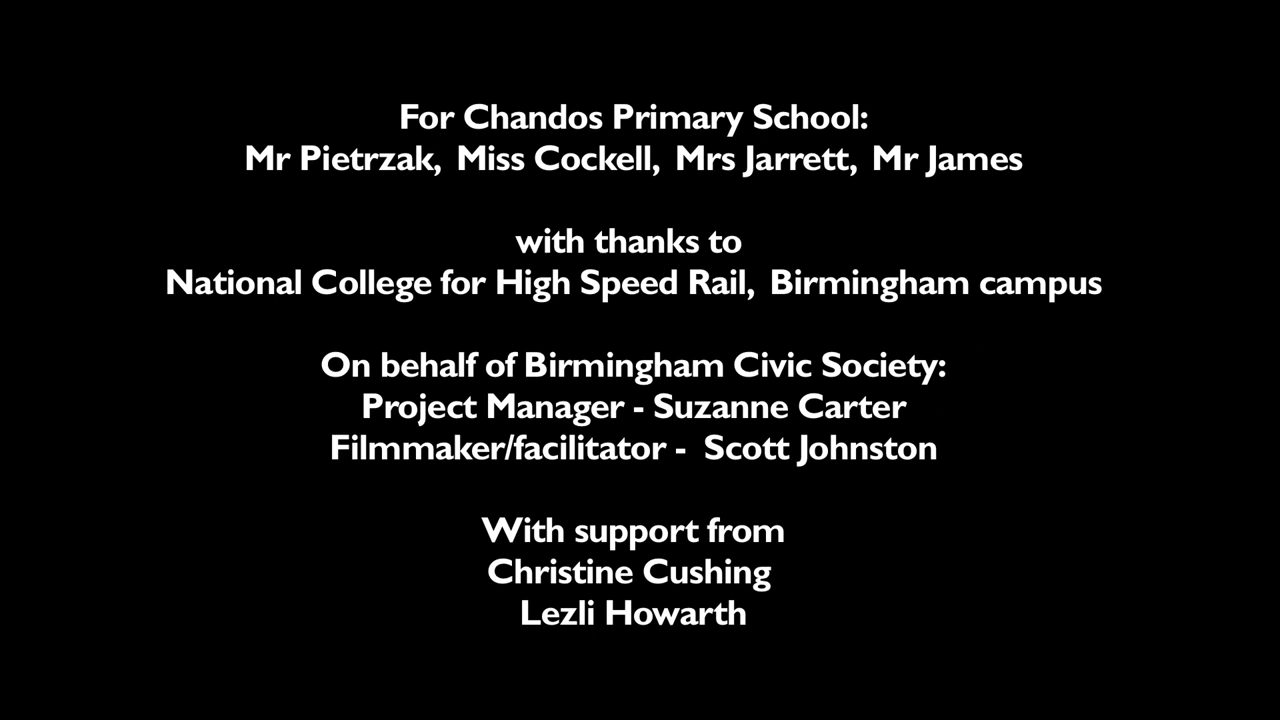 For Chandos Primary School:
Mr Pietrzak, Miss Cockell, Mrs Jarrett, Mr James
with thanks to
National College for High Speed Rail, Birmingham campus
On behalf of Birmingham Civic Society:
Project Manager - Suzanne Carter
Filmmaker/facilitator - Scott Johnston
With support from
Christine Cushing
Lezli Howarth